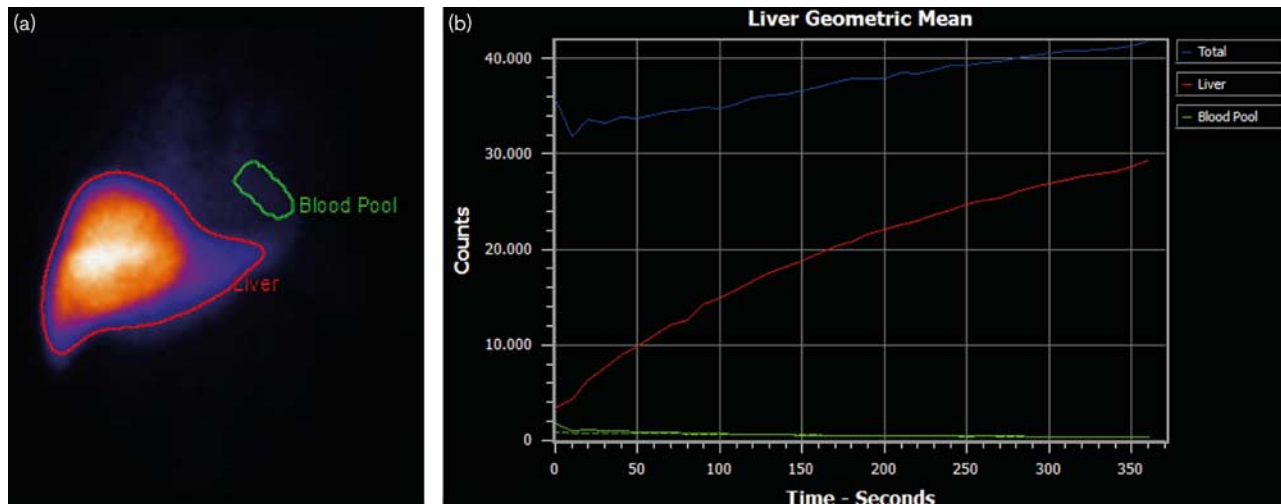 (a)
Blood Pool
Liver
(b)
Liver Geometric Mean
Total
Liver
Blood Pool
40.000
30.000
20.000
10.000
0
Counts
0 50 100 150 200 250 300 350
Time - Seconds